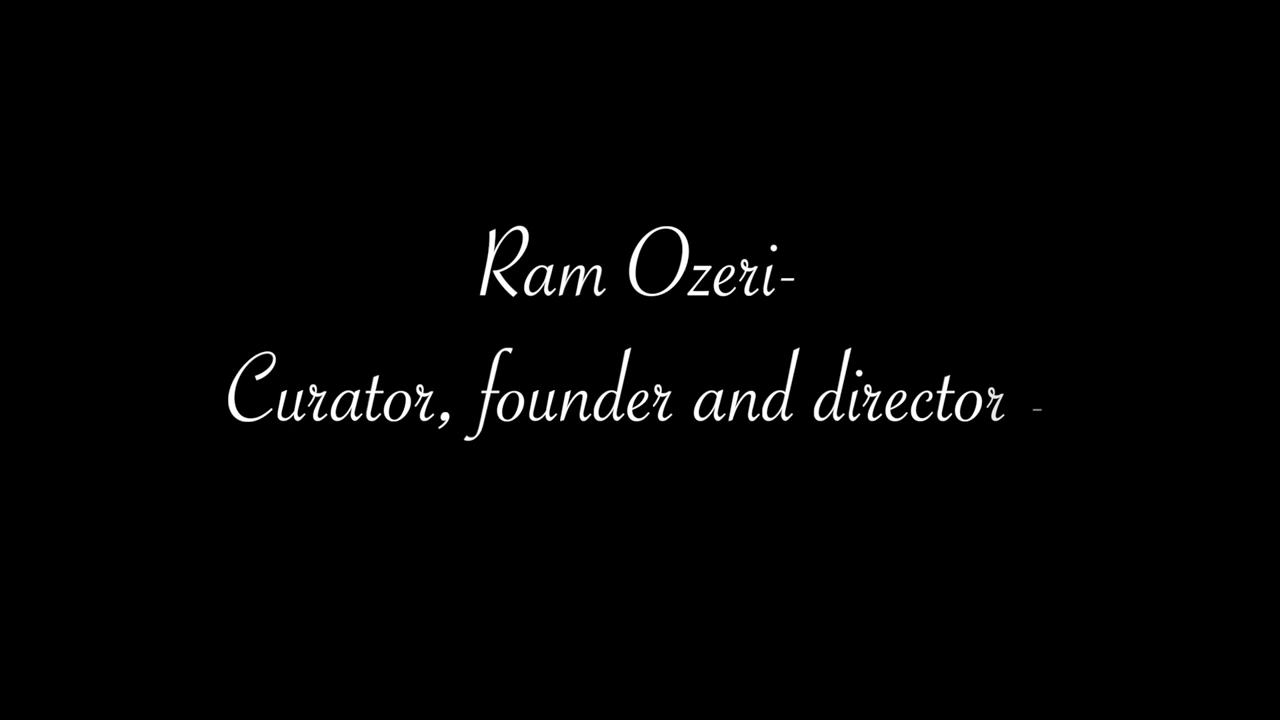 Ram Ozeri-
Curator, founder and director -